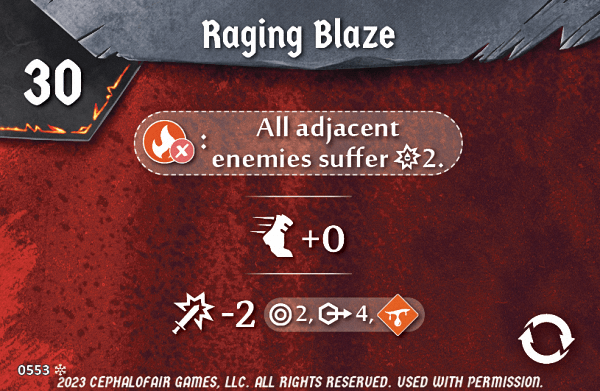 Raging Blaze
30
: All adjacent
enemies suffer 2.
+0
-2 2, 4,
0553
2023 CEPHALOFAIR GAMES, LLC. ALL RIGHTS RESERVED. USED WITH PERMISSION.